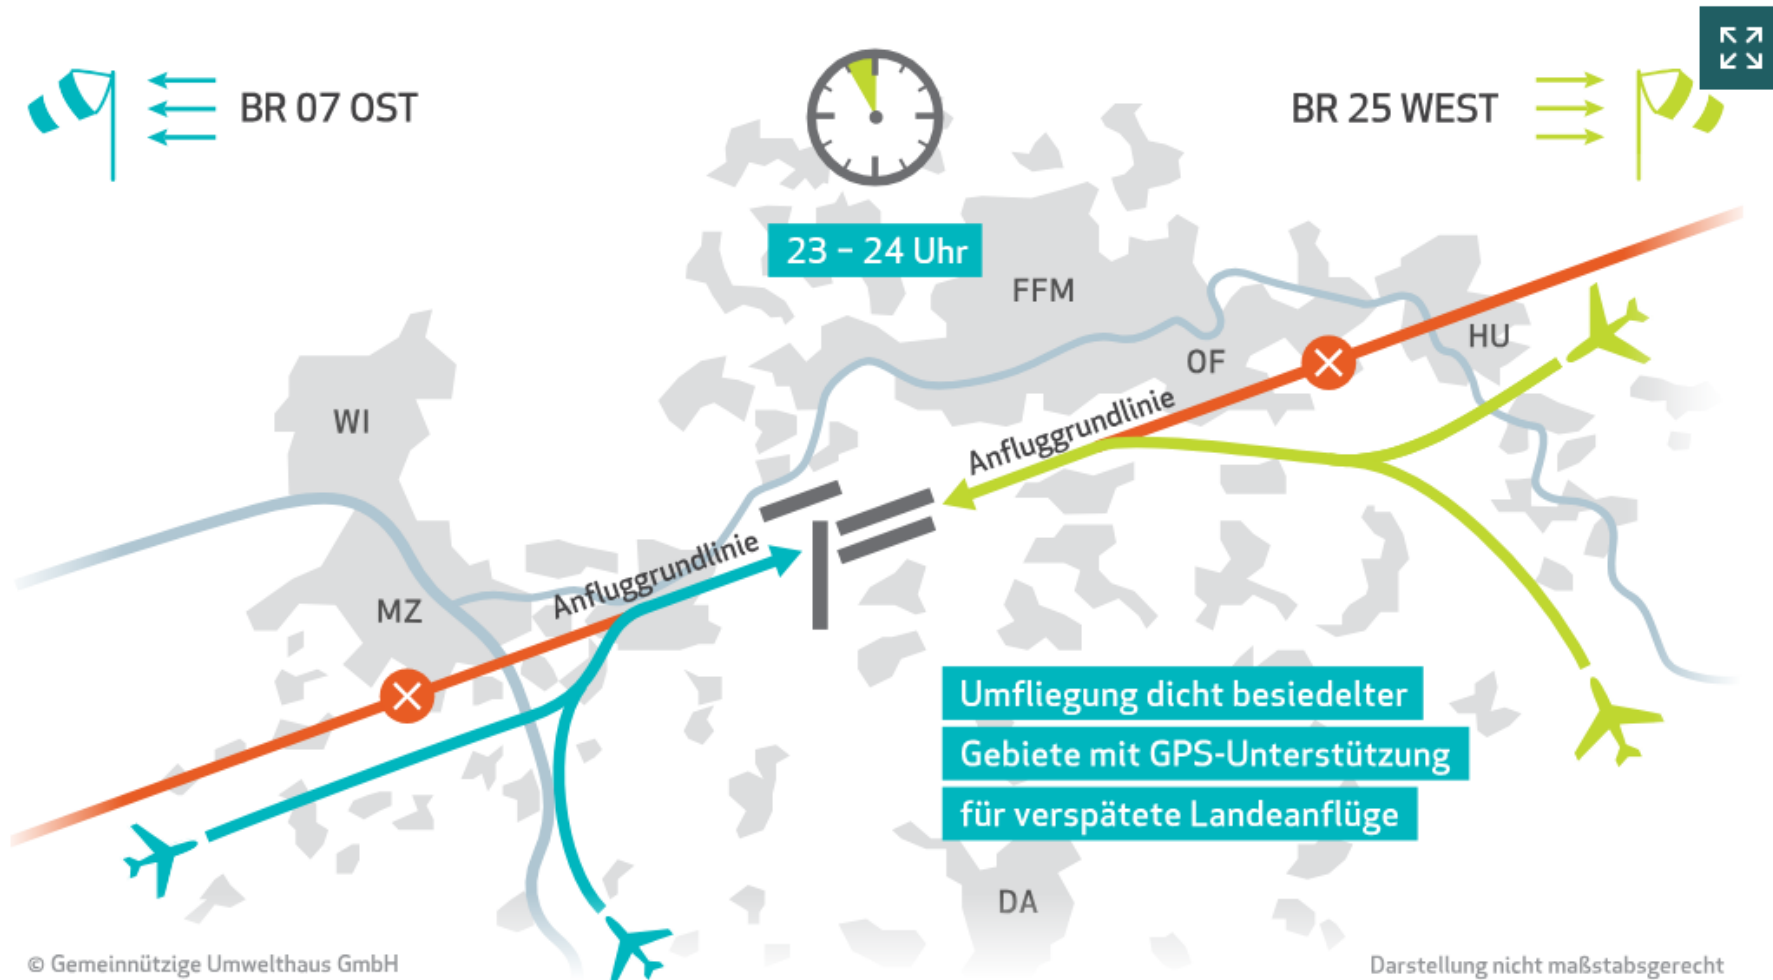 BR 07 OST
BR 25 WEST
23 – 24 Uhr
FFM
HU
OF
WI
Anfluggrundlinie
Anfluggrundlinie
MZ
Umfliegung dicht besiedelter
Gebiete mit GPS-Unterstützung
für verspätete Landeanflüge
DA
© Gemeinnützige Umwelthaus GmbH
Darstellung nicht maßstabsgerecht